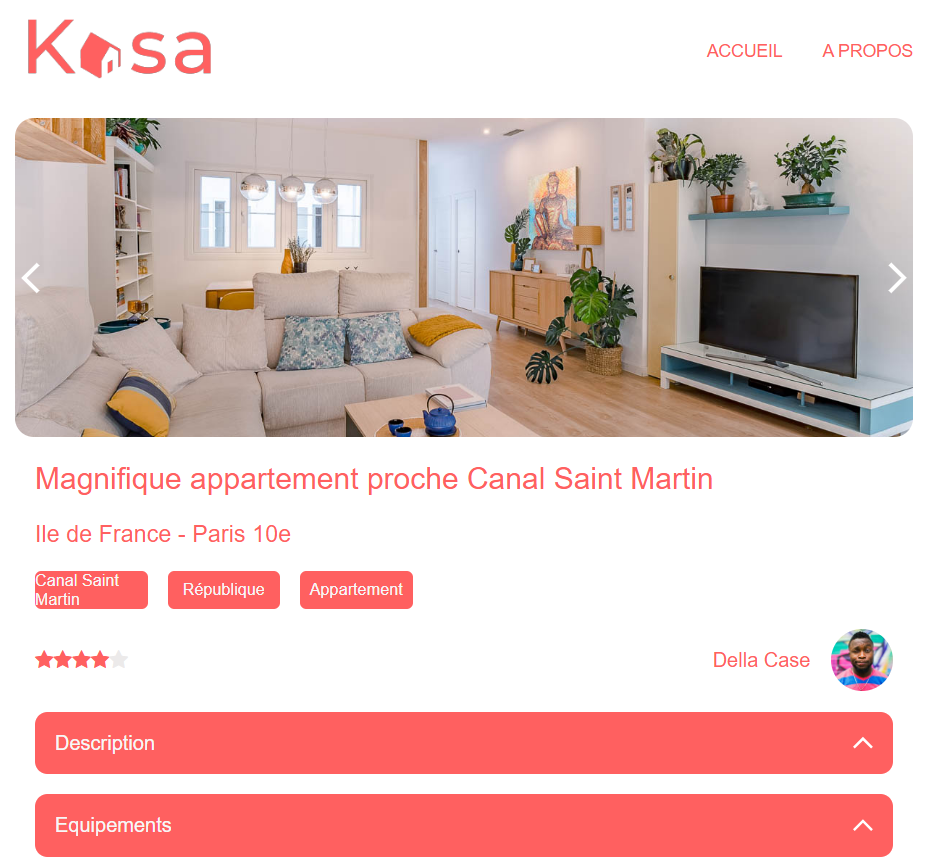 Kosa
ACCUEIL
A PROPOS
Magnifique appartement proche Canal Saint Martin
Ile de France - Paris 10e
Canal Saint
Martin
République
Appartement
Della Case
Description
Equipements